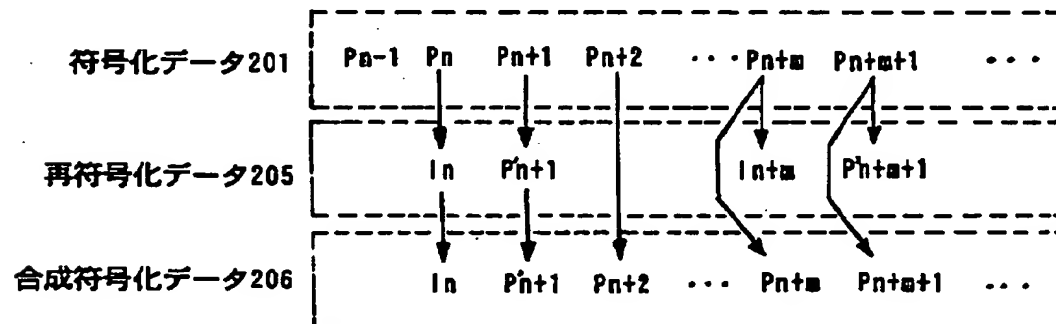 符号化データ201 Pn-1 Pn Pn+1 Pn+2 ・・・ Pn+m Pn+m+1 ・・・
再符号化データ205 In P'n+1 In+m P'n+m+1
合成符号化データ206 In P'n+1 Pn+2 ・・・ Pn+m Pn+m+1 ・・・